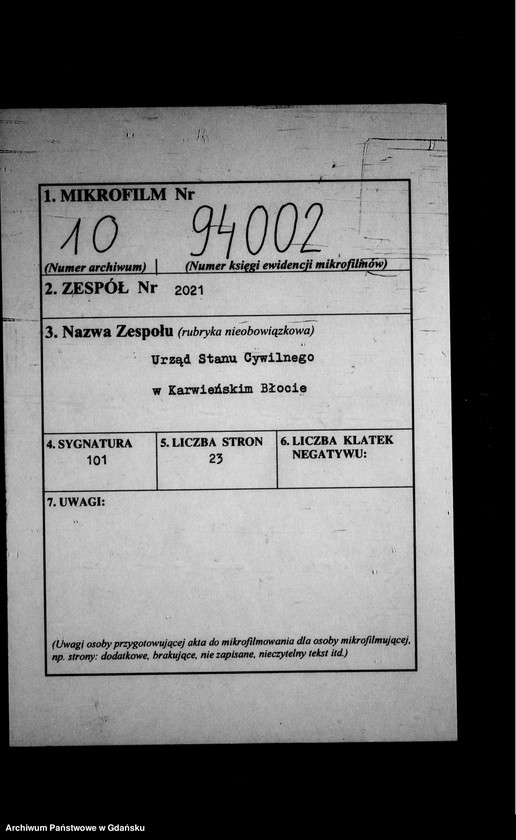 1. MIKROFILM Nr
10 94002
(Numer archiwum) (Numer księgi ewidencji mikrofilmów)
2. ZESPÓŁ Nr 2021
3. Nazwa Zespołu (rubryka nieobowiązkowa)
Urząd Stanu Cywilnego
w Karwieńskim Błocie
4. SYGNATURA 5. LICZBA STRON 6. LICZBA KLATEK
NEGATYWU:
101 23
7. UWAGI:
(Uwagi osoby przygotowującej akta do mikrofilmowania dla osoby mikrofilmującej,
np. strony: dodatkowe, brakujące, nie zapisane, nieczytelny tekst itd.)
Archiwum Państwowe w Gdańsku